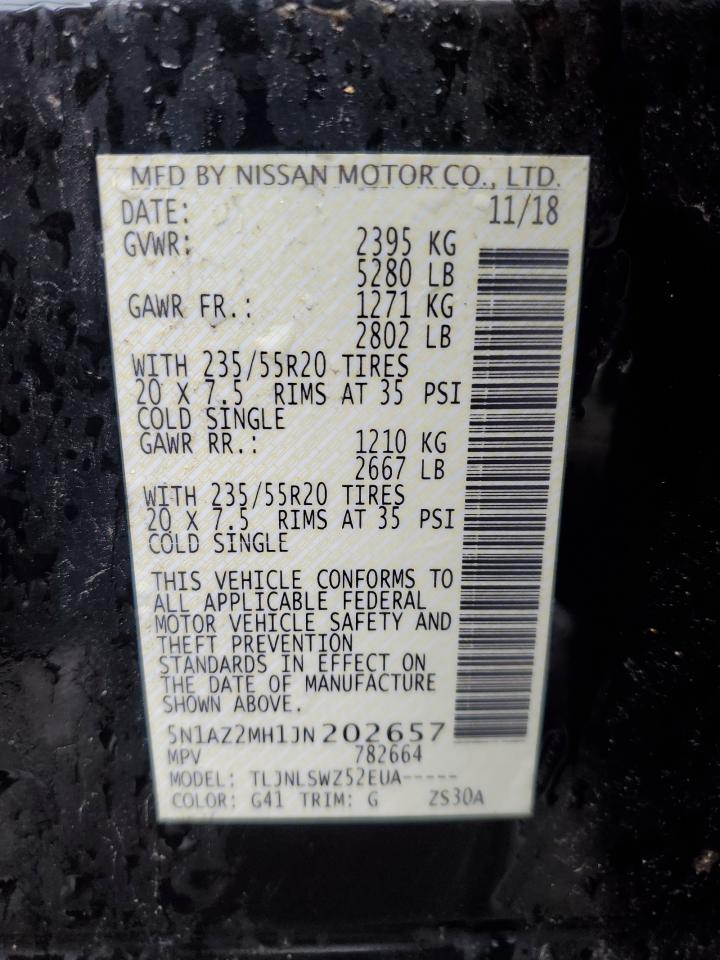 MFD BY NISSAN MOTOR CO., LTD.
DATE: 11/18
GVWR: 2395 KG
5280 LB
GAWR FR.: 1271 KG
2802 LB
WITH 235/55R20 TIRES
20 X 7.5 RIMS AT 35 PSI
COLD SINGLE
GAWR RR.: 1210 KG
2667 LB
WITH 235/55R20 TIRES
20 X 7.5 RIMS AT 35 PSI
COLD SINGLE
THIS VEHICLE CONFORMS TO
ALL APPLICABLE FEDERAL
MOTOR VEHICLE SAFETY AND
THEFT PREVENTION
STANDARDS IN EFFECT ON
THE DATE OF MANUFACTURE
SHOWN ABOVE.
5N1AZ2MH1JN202657
MPV 782664
MODEL: TLJNLSWZ52EUA-----
COLOR: G41 TRIM: G ZS30A